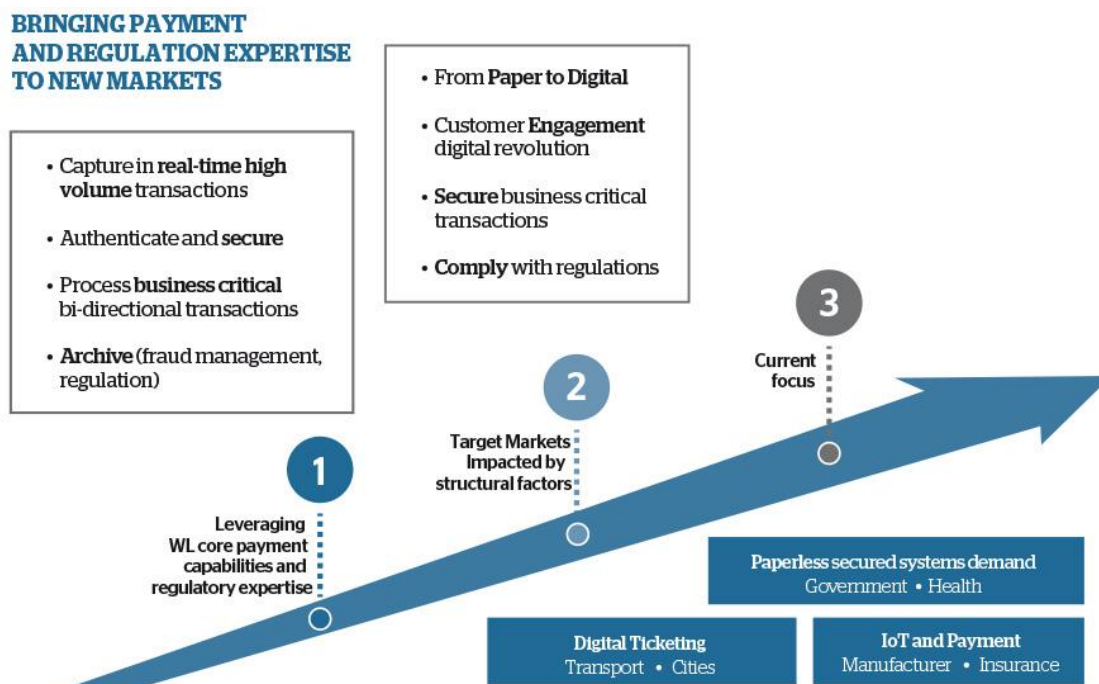 BRINGING PAYMENT
AND REGULATION EXPERTISE
TO NEW MARKETS
• Capture in real-time high
volume transactions
• Authenticate and secure
• Process business critical
bi-directional transactions
• Archive (fraud management,
regulation)
• From Paper to Digital
• Customer Engagement
digital revolution
• Secure business critical
transactions
• Comply with regulations
1
Leveraging
WL core payment
capabilities and
regulatory expertise
2
Target Markets
Impacted by
structural factors
3
Current
focus
Paperless secured systems demand
Government • Health
Digital Ticketing
Transport • Cities
IoT and Payment
Manufacturer • Insurance